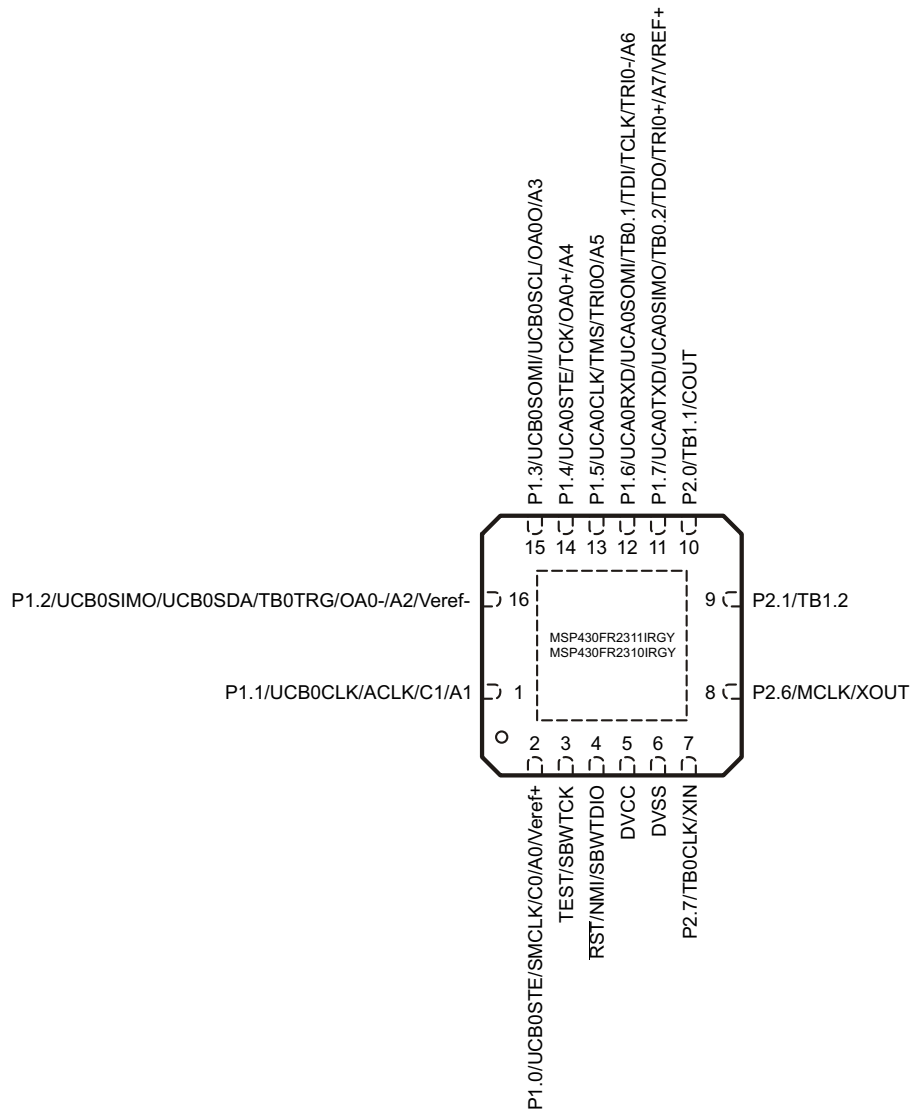 P1.3/UCB0SOMI/UCB0SCL/OA0O/A3
P1.4/UCA0STE/TCK/OA0+/A4
P1.5/UCA0CLK/TMS/TRI0O/A5
P1.6/UCA0RXD/UCA0SOMI/TB0.1/TDI/TCLK/TRI0-/A6
P1.7/UCA0TXD/UCA0SIMO/TB0.2/TDO/TRI0+/A7/VREF+
P2.0/TB1.1/COUT
15 14 13 12 11 10
P1.2/UCB0SIMO/UCB0SDA/TB0TRG/OA0-/A2/Veref- 16
9 P2.1/TB1.2
MSP430FR2311IRGY
MSP430FR2310IRGY
P1.1/UCB0CLK/ACLK/C1/A1 1
8 P2.6/MCLK/XOUT
2 3 4 5 6 7
P1.0/UCB0STE/SMCLK/C0/A0/Veref+
TEST/SBWTCK
RST/NMI/SBWTDIO
DVCC
DVSS
P2.7/TB0CLK/XIN